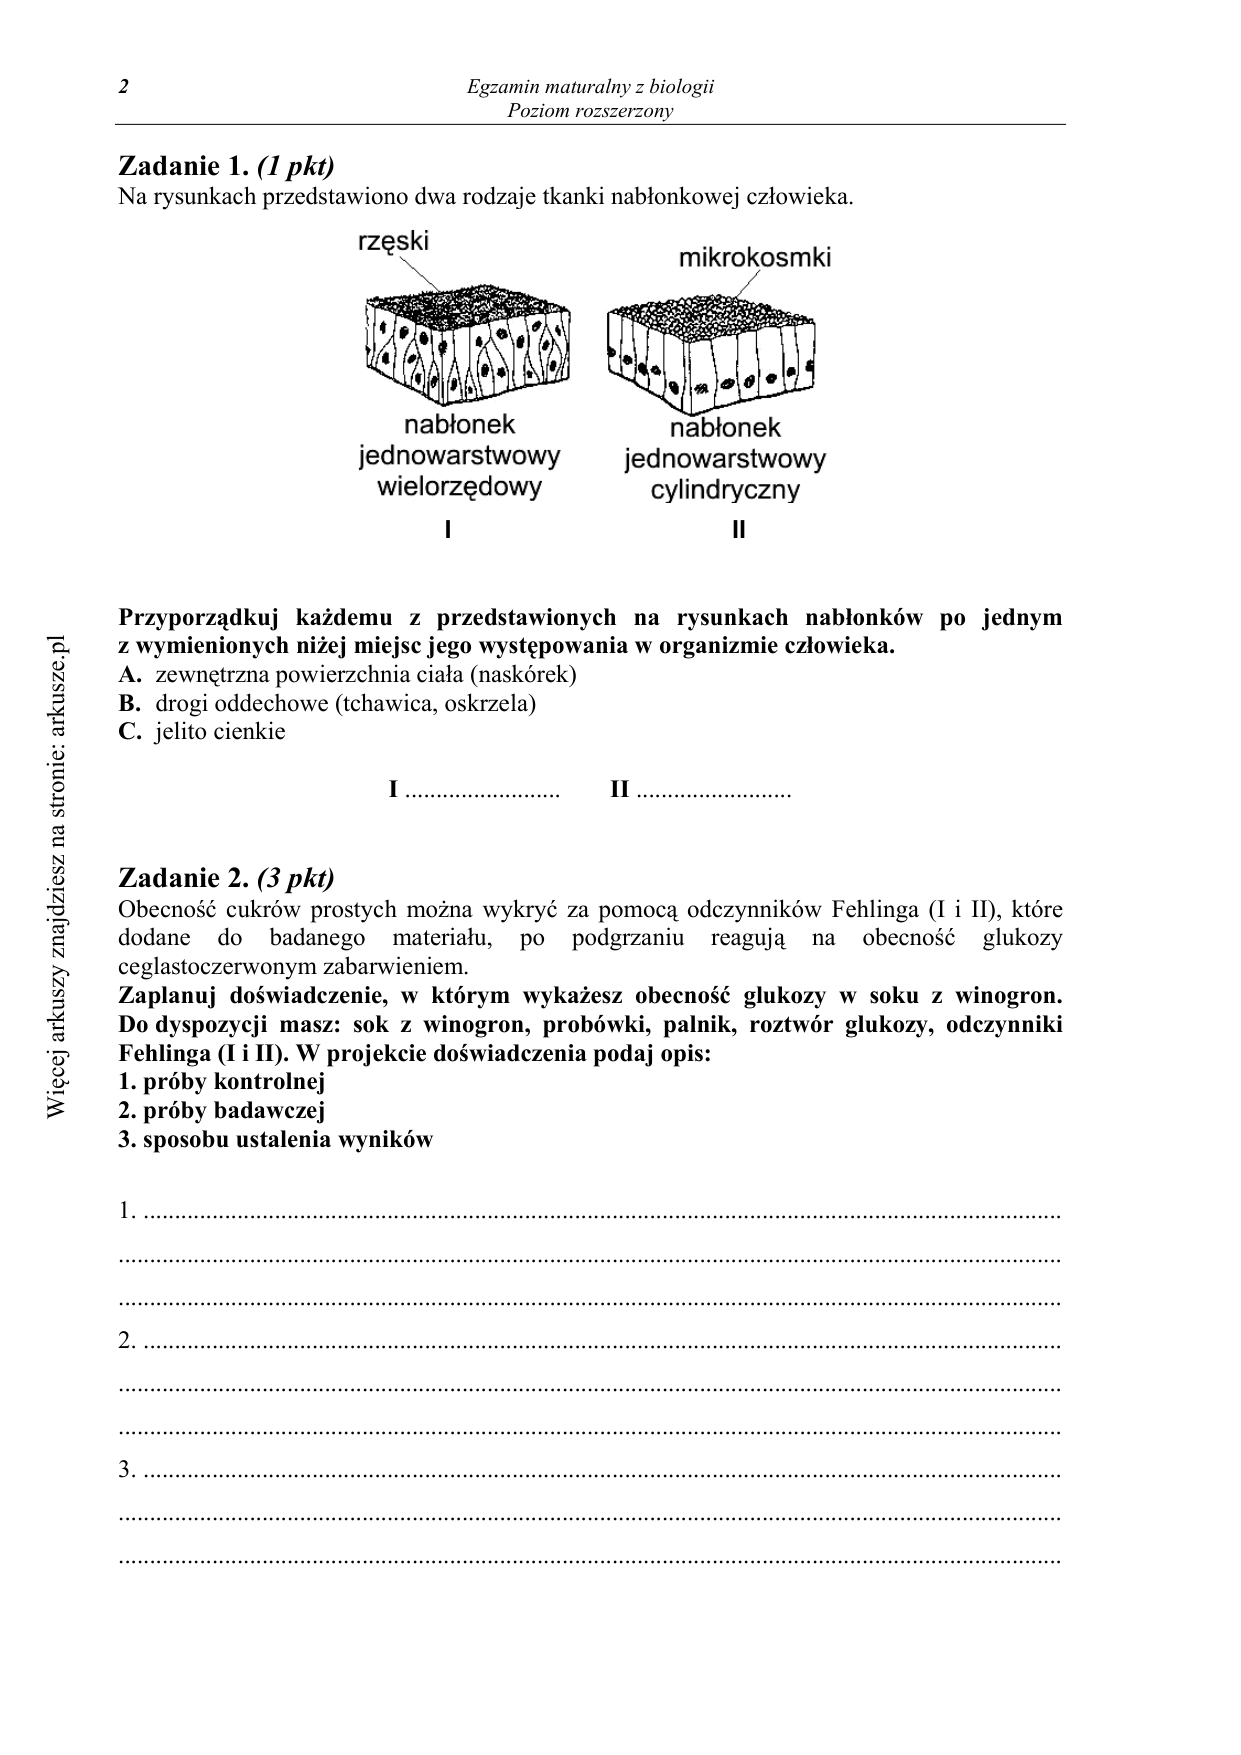 2
Egzamin maturalny z biologii
Poziom rozszerzony
Zadanie 1. (1 pkt)
Na rysunkach przedstawiono dwa rodzaje tkanki nabłonkowej człowieka.
rzęski
mikrokosmki
nabłonek
jednowarstwowy
wielorzędowy
I
nabłonek
jednowarstwowy
cylindryczny
II
Przyporządkuj każdemu z przedstawionych na rysunkach nabłonków po jednym
z wymienionych niżej miejsc jego występowania w organizmie człowieka.
A. zewnętrzna powierzchnia ciała (naskórek)
B. drogi oddechowe (tchawica, oskrzela)
C. jelito cienkie
I ......................... II .........................
Zadanie 2. (3 pkt)
Obecność cukrów prostych można wykryć za pomocą odczynników Fehlinga (I i II), które
dodane do badanego materiału, po podgrzaniu reagują na obecność glukozy
ceglastoczerwonym zabarwieniem.
Zaplanuj doświadczenie, w którym wykażesz obecność glukozy w soku z winogron.
Do dyspozycji masz: sok z winogron, probówki, palnik, roztwór glukozy, odczynniki
Fehlinga (I i II). W projekcie doświadczenia podaj opis:
1. próby kontrolnej
2. próby badawczej
3. sposobu ustalenia wyników
1. ....................................................................................................
....................................................................................................
....................................................................................................
2. ....................................................................................................
....................................................................................................
....................................................................................................
3. ....................................................................................................
....................................................................................................
....................................................................................................
Więcej arkuszy znajdziesz na stronie: arkusze.pl